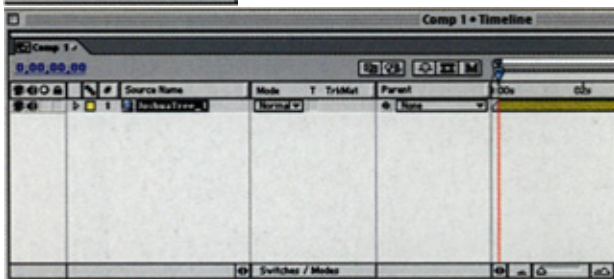 Comp 1 • Timeline
Comp 1
0;00;00;00
# Source Name Mode T TrkMat Parent 00s 02s
1 JoshuaTree_1 Normal None
Switches / Modes